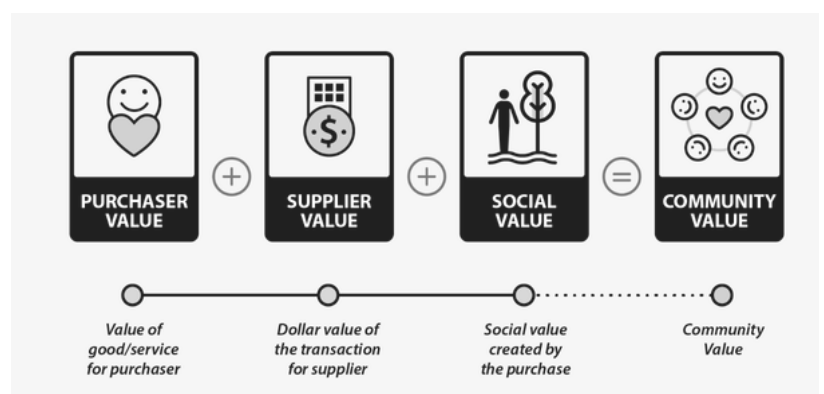 PURCHASER
VALUE
+
SUPPLIER
VALUE
+
SOCIAL
VALUE
=
COMMUNITY
VALUE
$
Value of
good/service
for purchaser
Dollar value of
the transaction
for supplier
Social value
created by
the purchase
Community
Value